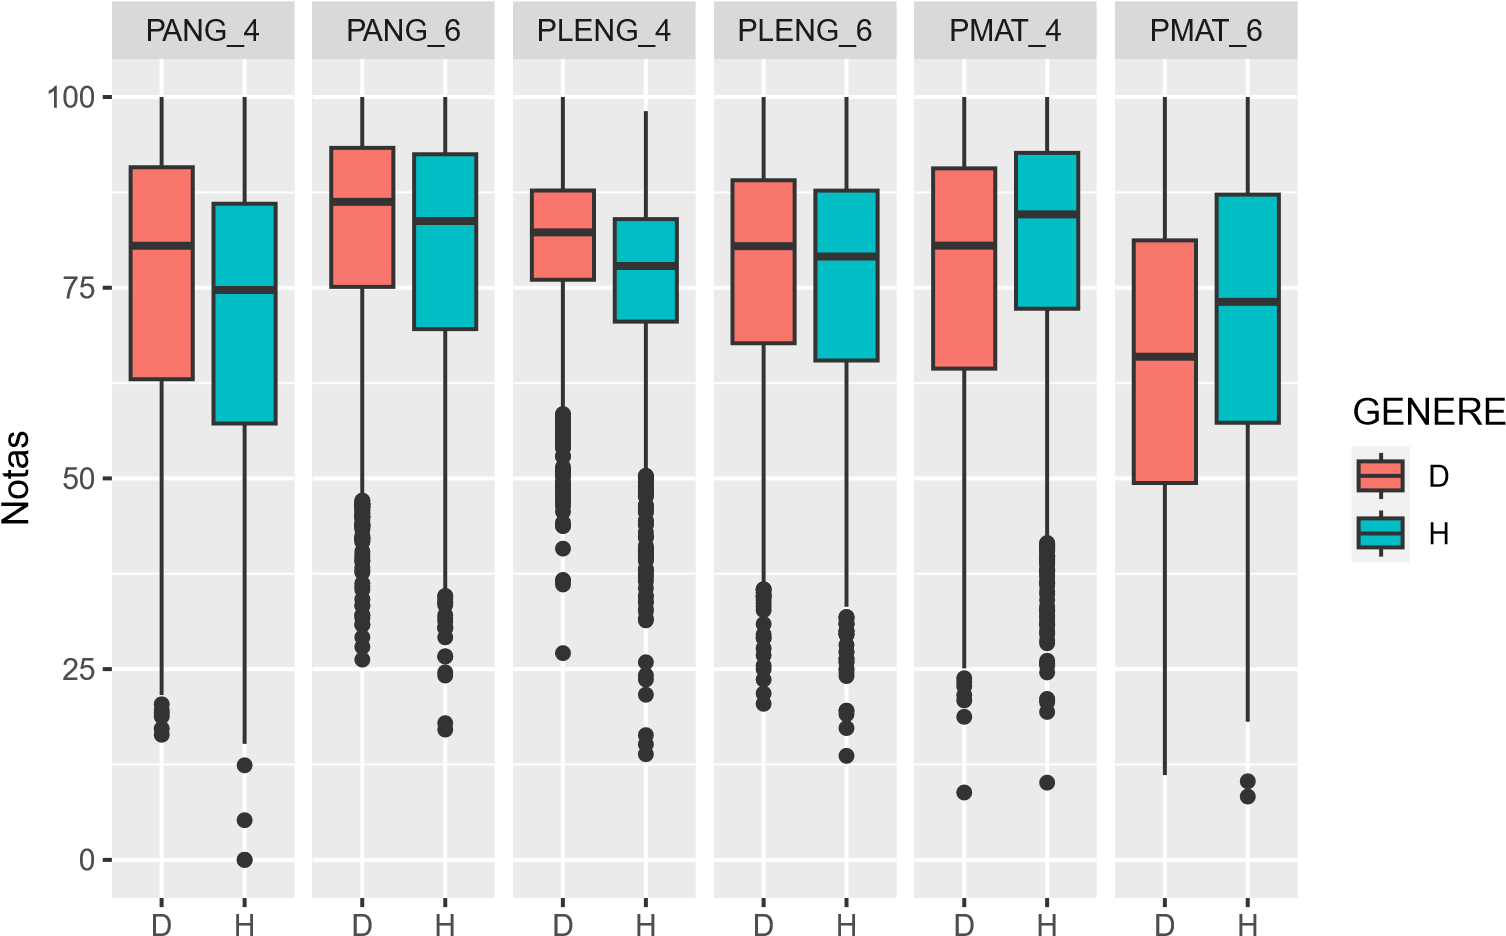 PANG_4 PANG_6 PLENG_4 PLENG_6 PMAT_4 PMAT_6
100
75
50
25
0
Notas
D H D H D H D H D H D H
GENERE
D
H